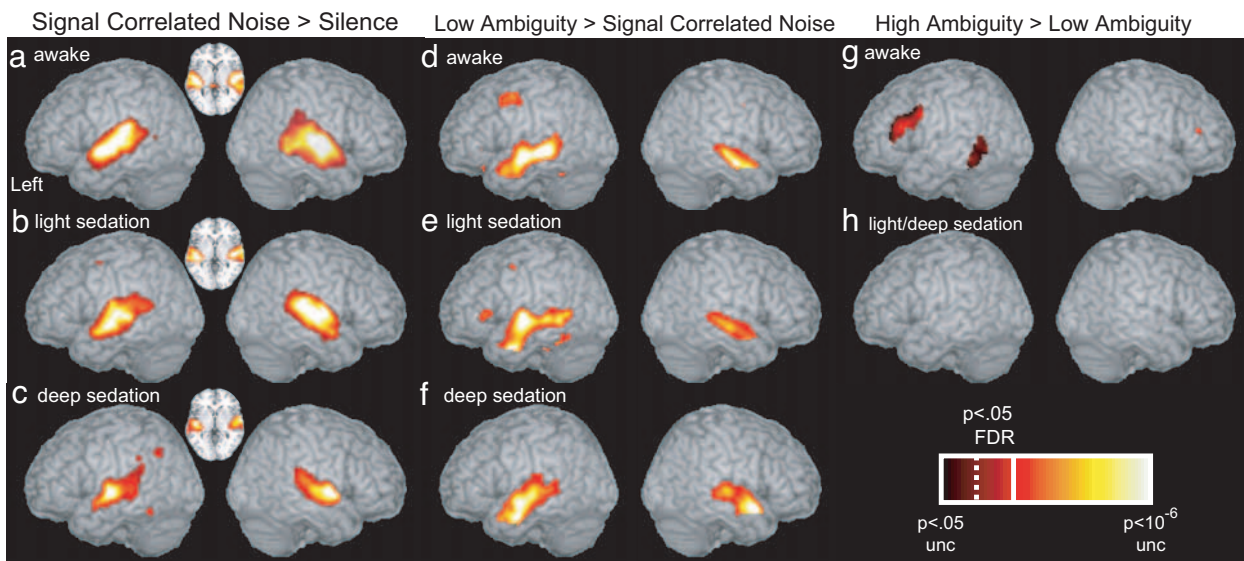 Signal Correlated Noise > Silence
Low Ambiguity > Signal Correlated Noise
High Ambiguity > Low Ambiguity
a awake
Left
d awake
g awake
b light sedation
e light sedation
h light/deep sedation
c deep sedation
f deep sedation
p<.05
FDR
p<.05
unc
p<10-6
unc